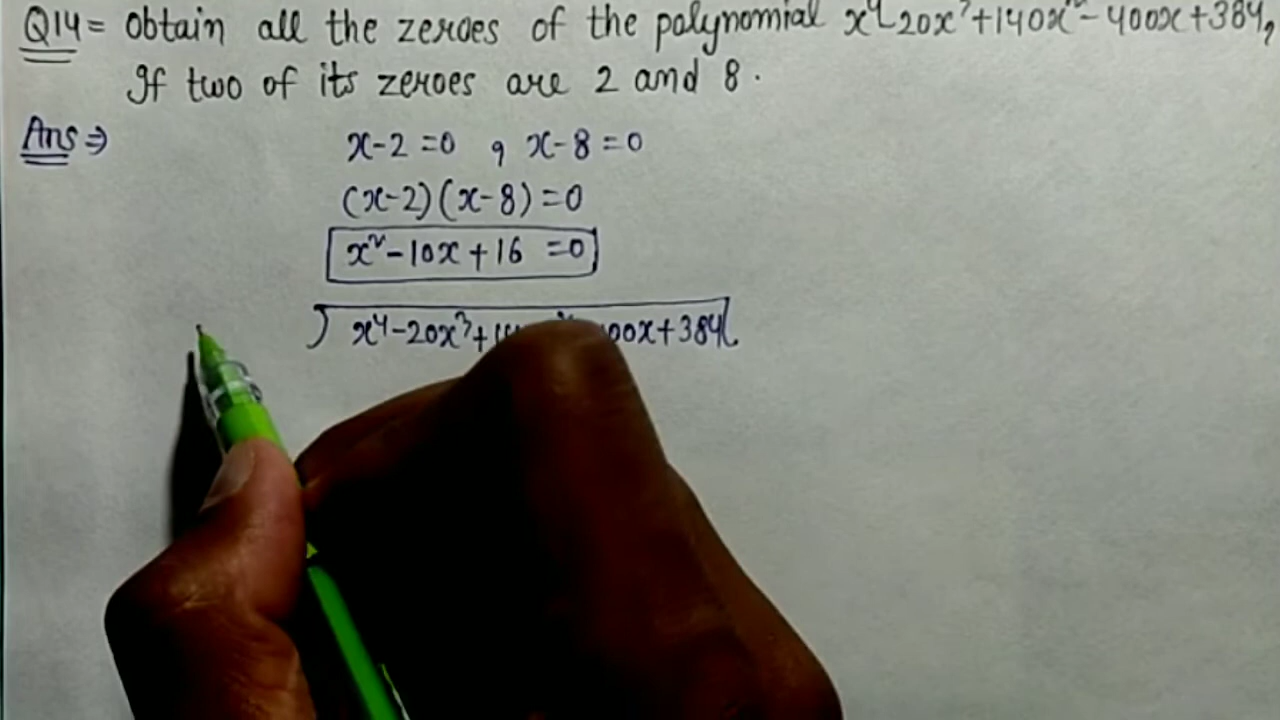 Q14= obtain all the zeroes of the polynomial x⁴-20x³+140x²-400x+384,
If two of its zeroes are 2 and 8.
Ans ⇒
x-2=0 , x-8=0
(x-2)(x-8)=0
x²-10x+16 =0
) x⁴-20x³+14 00x+384(